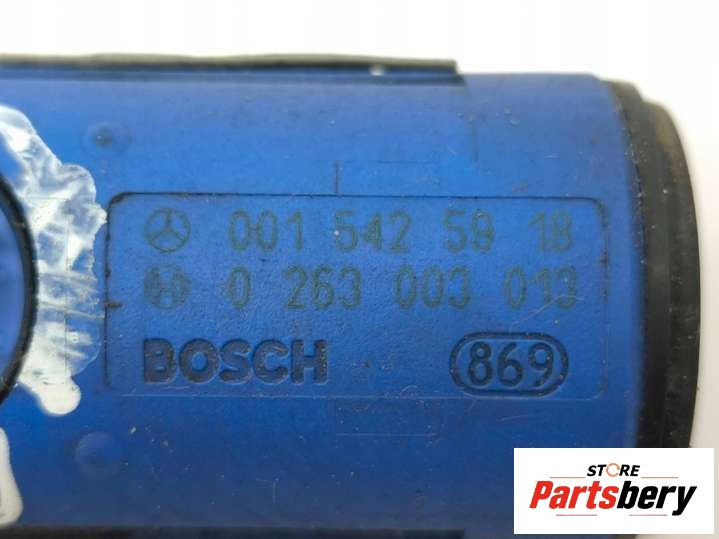 001 542 59 18
0 263 003 013
BOSCH 869
STORE
Partsbery